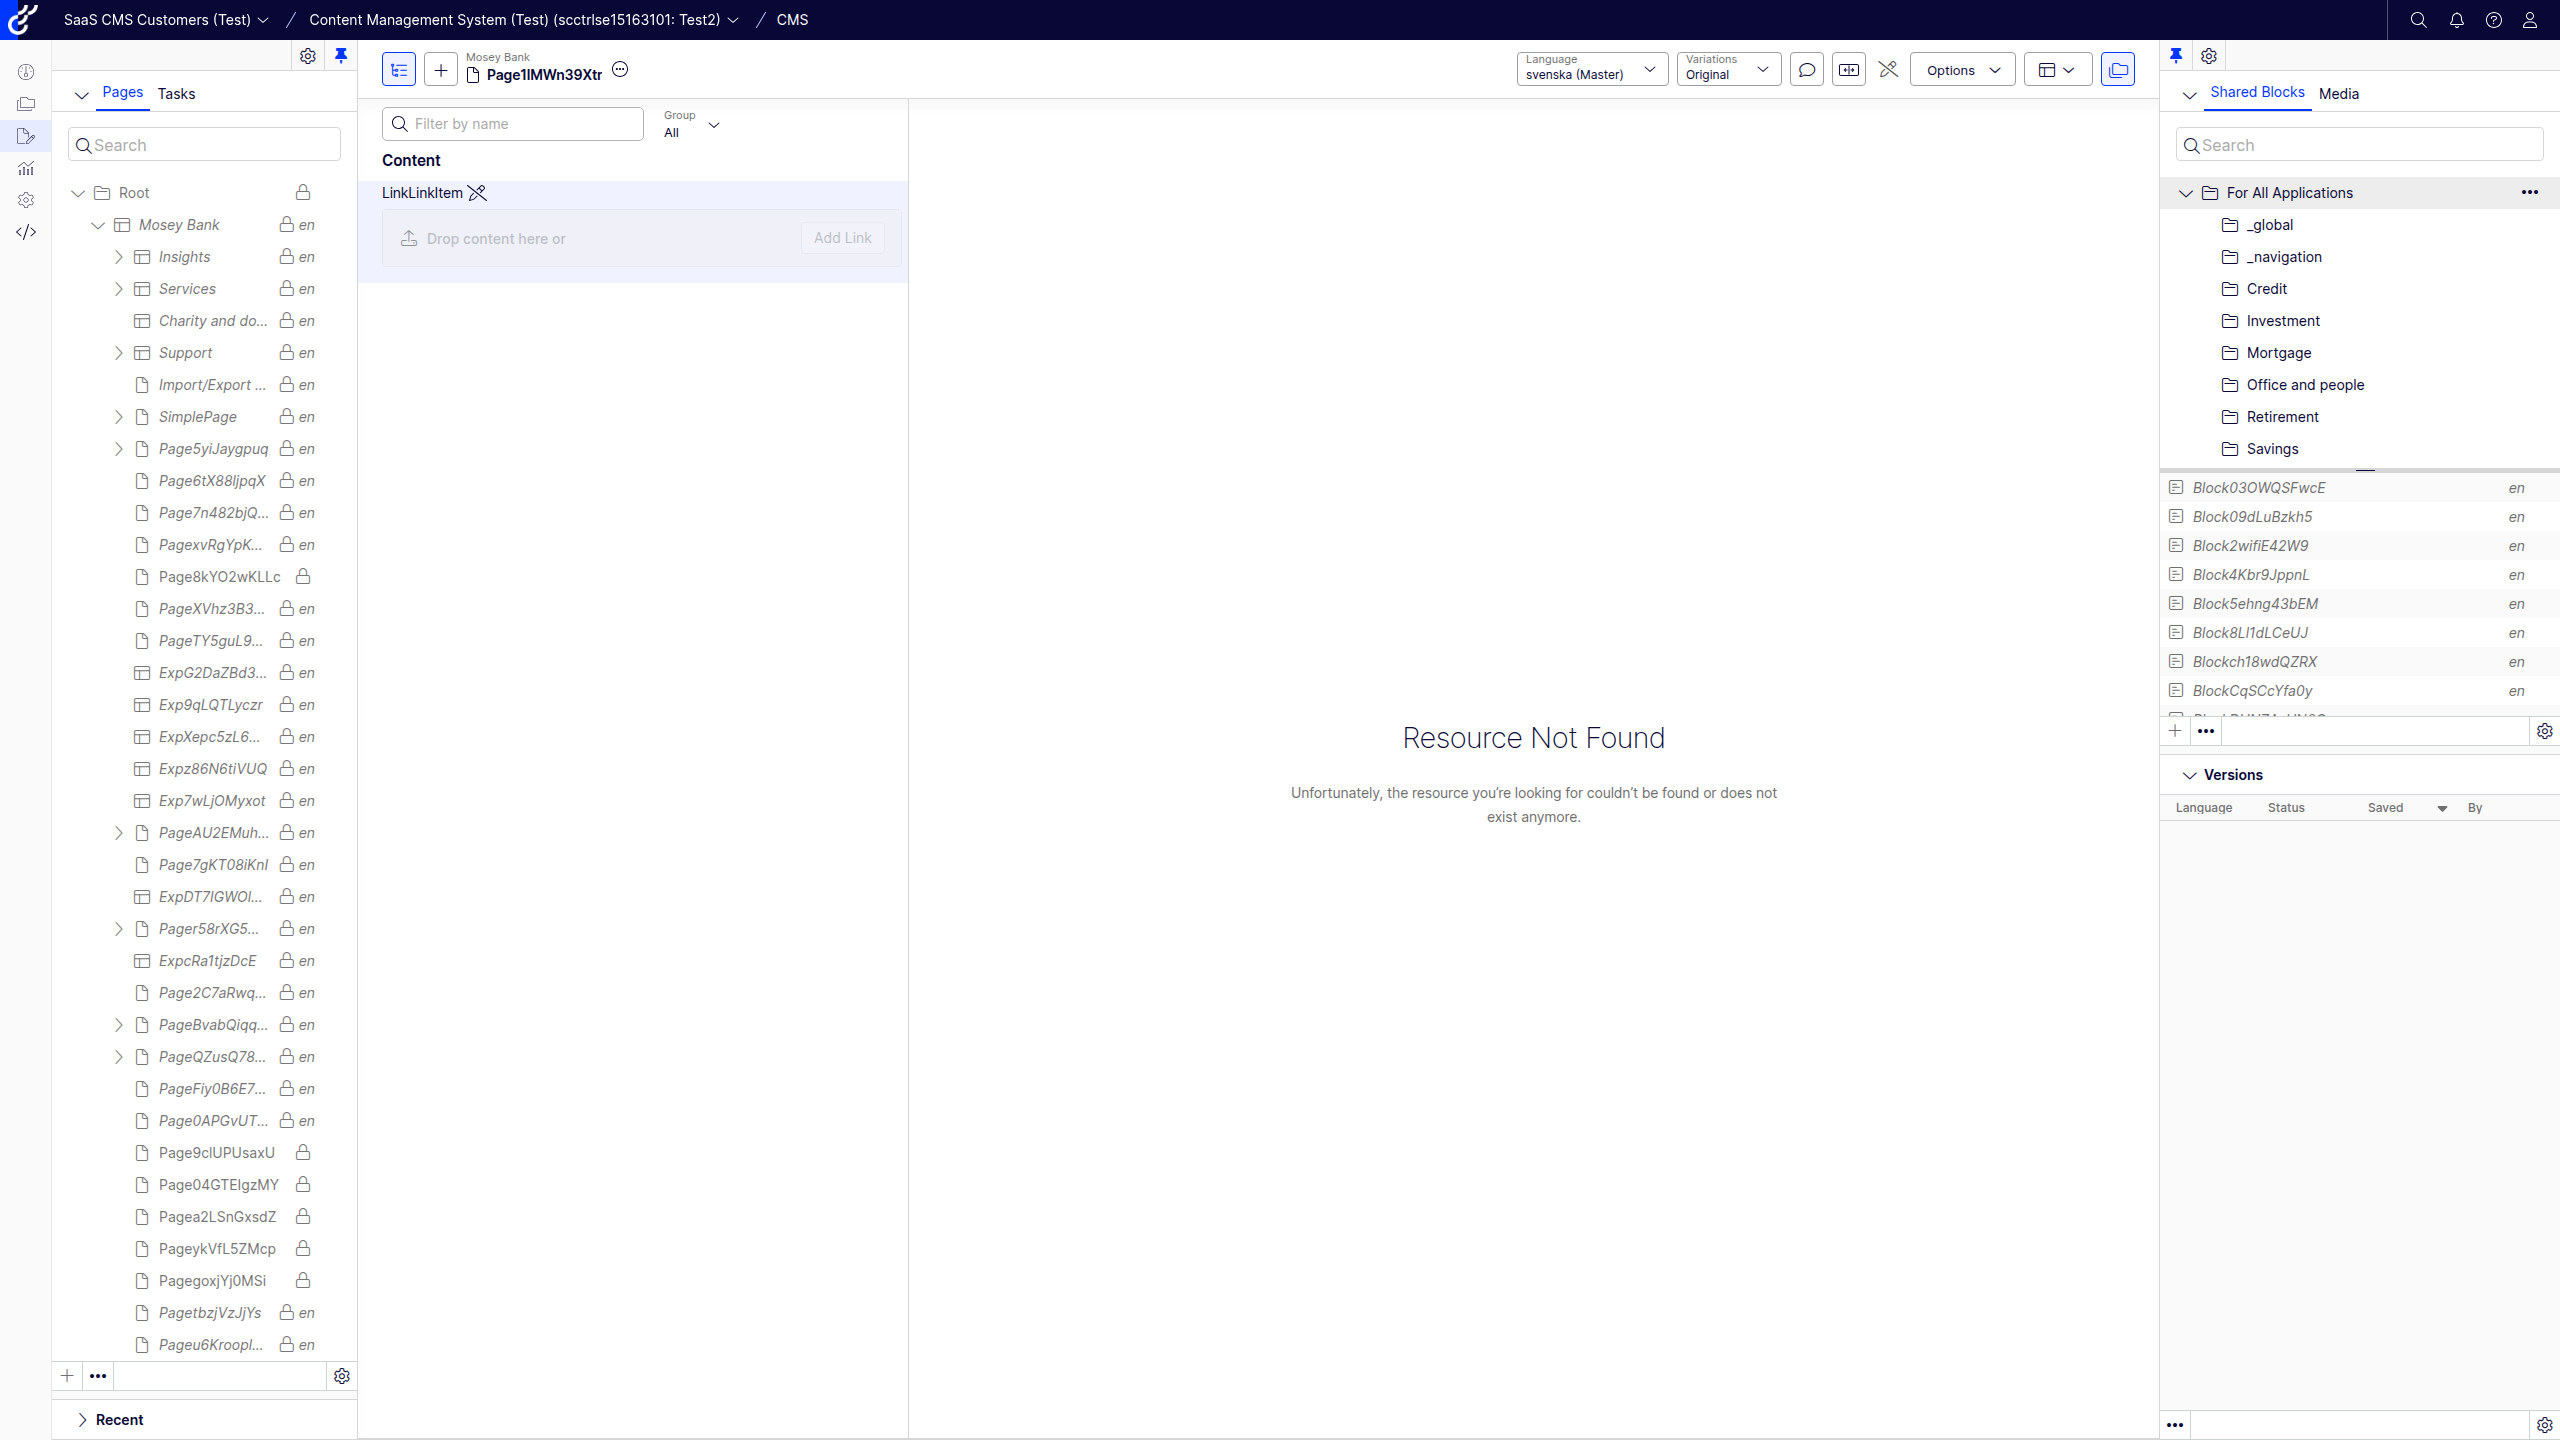 SaaS CMS Customers (Test) / Content Management System (Test) (scctrlse15163101: Test2) / CMS
Pages Tasks
Search
Root
Mosey Bank en
Insights en
Services en
Charity and do... en
Support en
Import/Export ... en
SimplePage en
Page5yiJaygpuq en
Page6tX88ljpqX en
Page7n482bjQ... en
PagexvRgYpK... en
Page8kYO2wKLLc
PageXVhz3B3... en
PageTY5guL9... en
ExpG2DaZBd3... en
Exp9qLQTLyczr en
ExpXepc5zL6... en
Expz86N6tiVUQ en
Exp7wLjOMyxot en
PageAU2EMuh... en
Page7gKT08iKnI en
ExpDT7IGWOl... en
Pager58rXG5... en
ExpcRa1tjzDcE en
Page2C7aRwq... en
PageBvabQiqq... en
PageQZusQ78... en
PageFiy0B6E7... en
Page0APGvUT... en
Page9clUPUsaxU
Page04GTElgzMY
Pagea2LSnGxsdZ
PageykVfL5ZMcp
PagegoxjYj0MSi
PagetbzjVzJjYs en
Pageu6Kroopl... en
Recent
Mosey Bank
Page1lMWn39Xtr
Language
svenska (Master)
Variations
Original
Options
Filter by name
Group
All
Content
LinkLinkItem
Drop content here or
Add Link
Resource Not Found
Unfortunately, the resource you're looking for couldn't be found or does not
exist anymore.
Shared Blocks Media
Search
For All Applications
_global
_navigation
Credit
Investment
Mortgage
Office and people
Retirement
Savings
Block03OWQSFwcE en
Block09dLuBzkh5 en
Block2wifiE42W9 en
Block4Kbr9JppnL en
Block5ehng43bEM en
Block8Ll1dLCeUJ en
Blockch18wdQZRX en
BlockCqSCcYfa0y en
Versions
Language Status Saved By